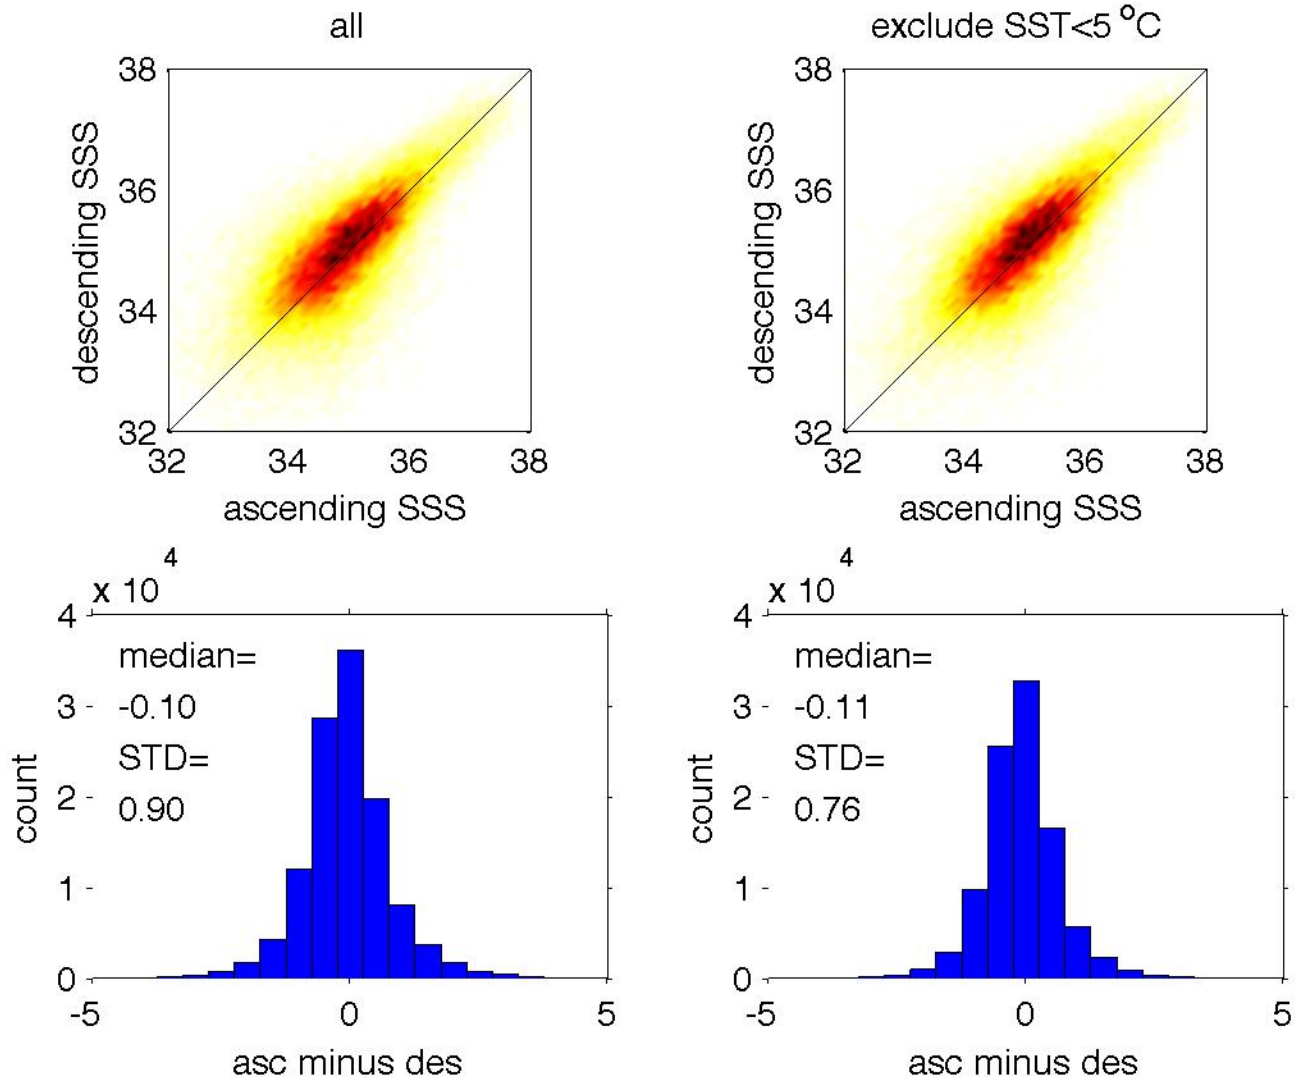 all
38
36
34
32
descending SSS
32 34 36 38
ascending SSS
exclude SST<5 °C
38
36
34
32
descending SSS
32 34 36 38
ascending SSS
x 10 4
4
3
2
1
0
count
median=
-0.10
STD=
0.90
-5 0 5
asc minus des
x 10 4
4
3
2
1
0
count
median=
-0.11
STD=
0.76
-5 0 5
asc minus des